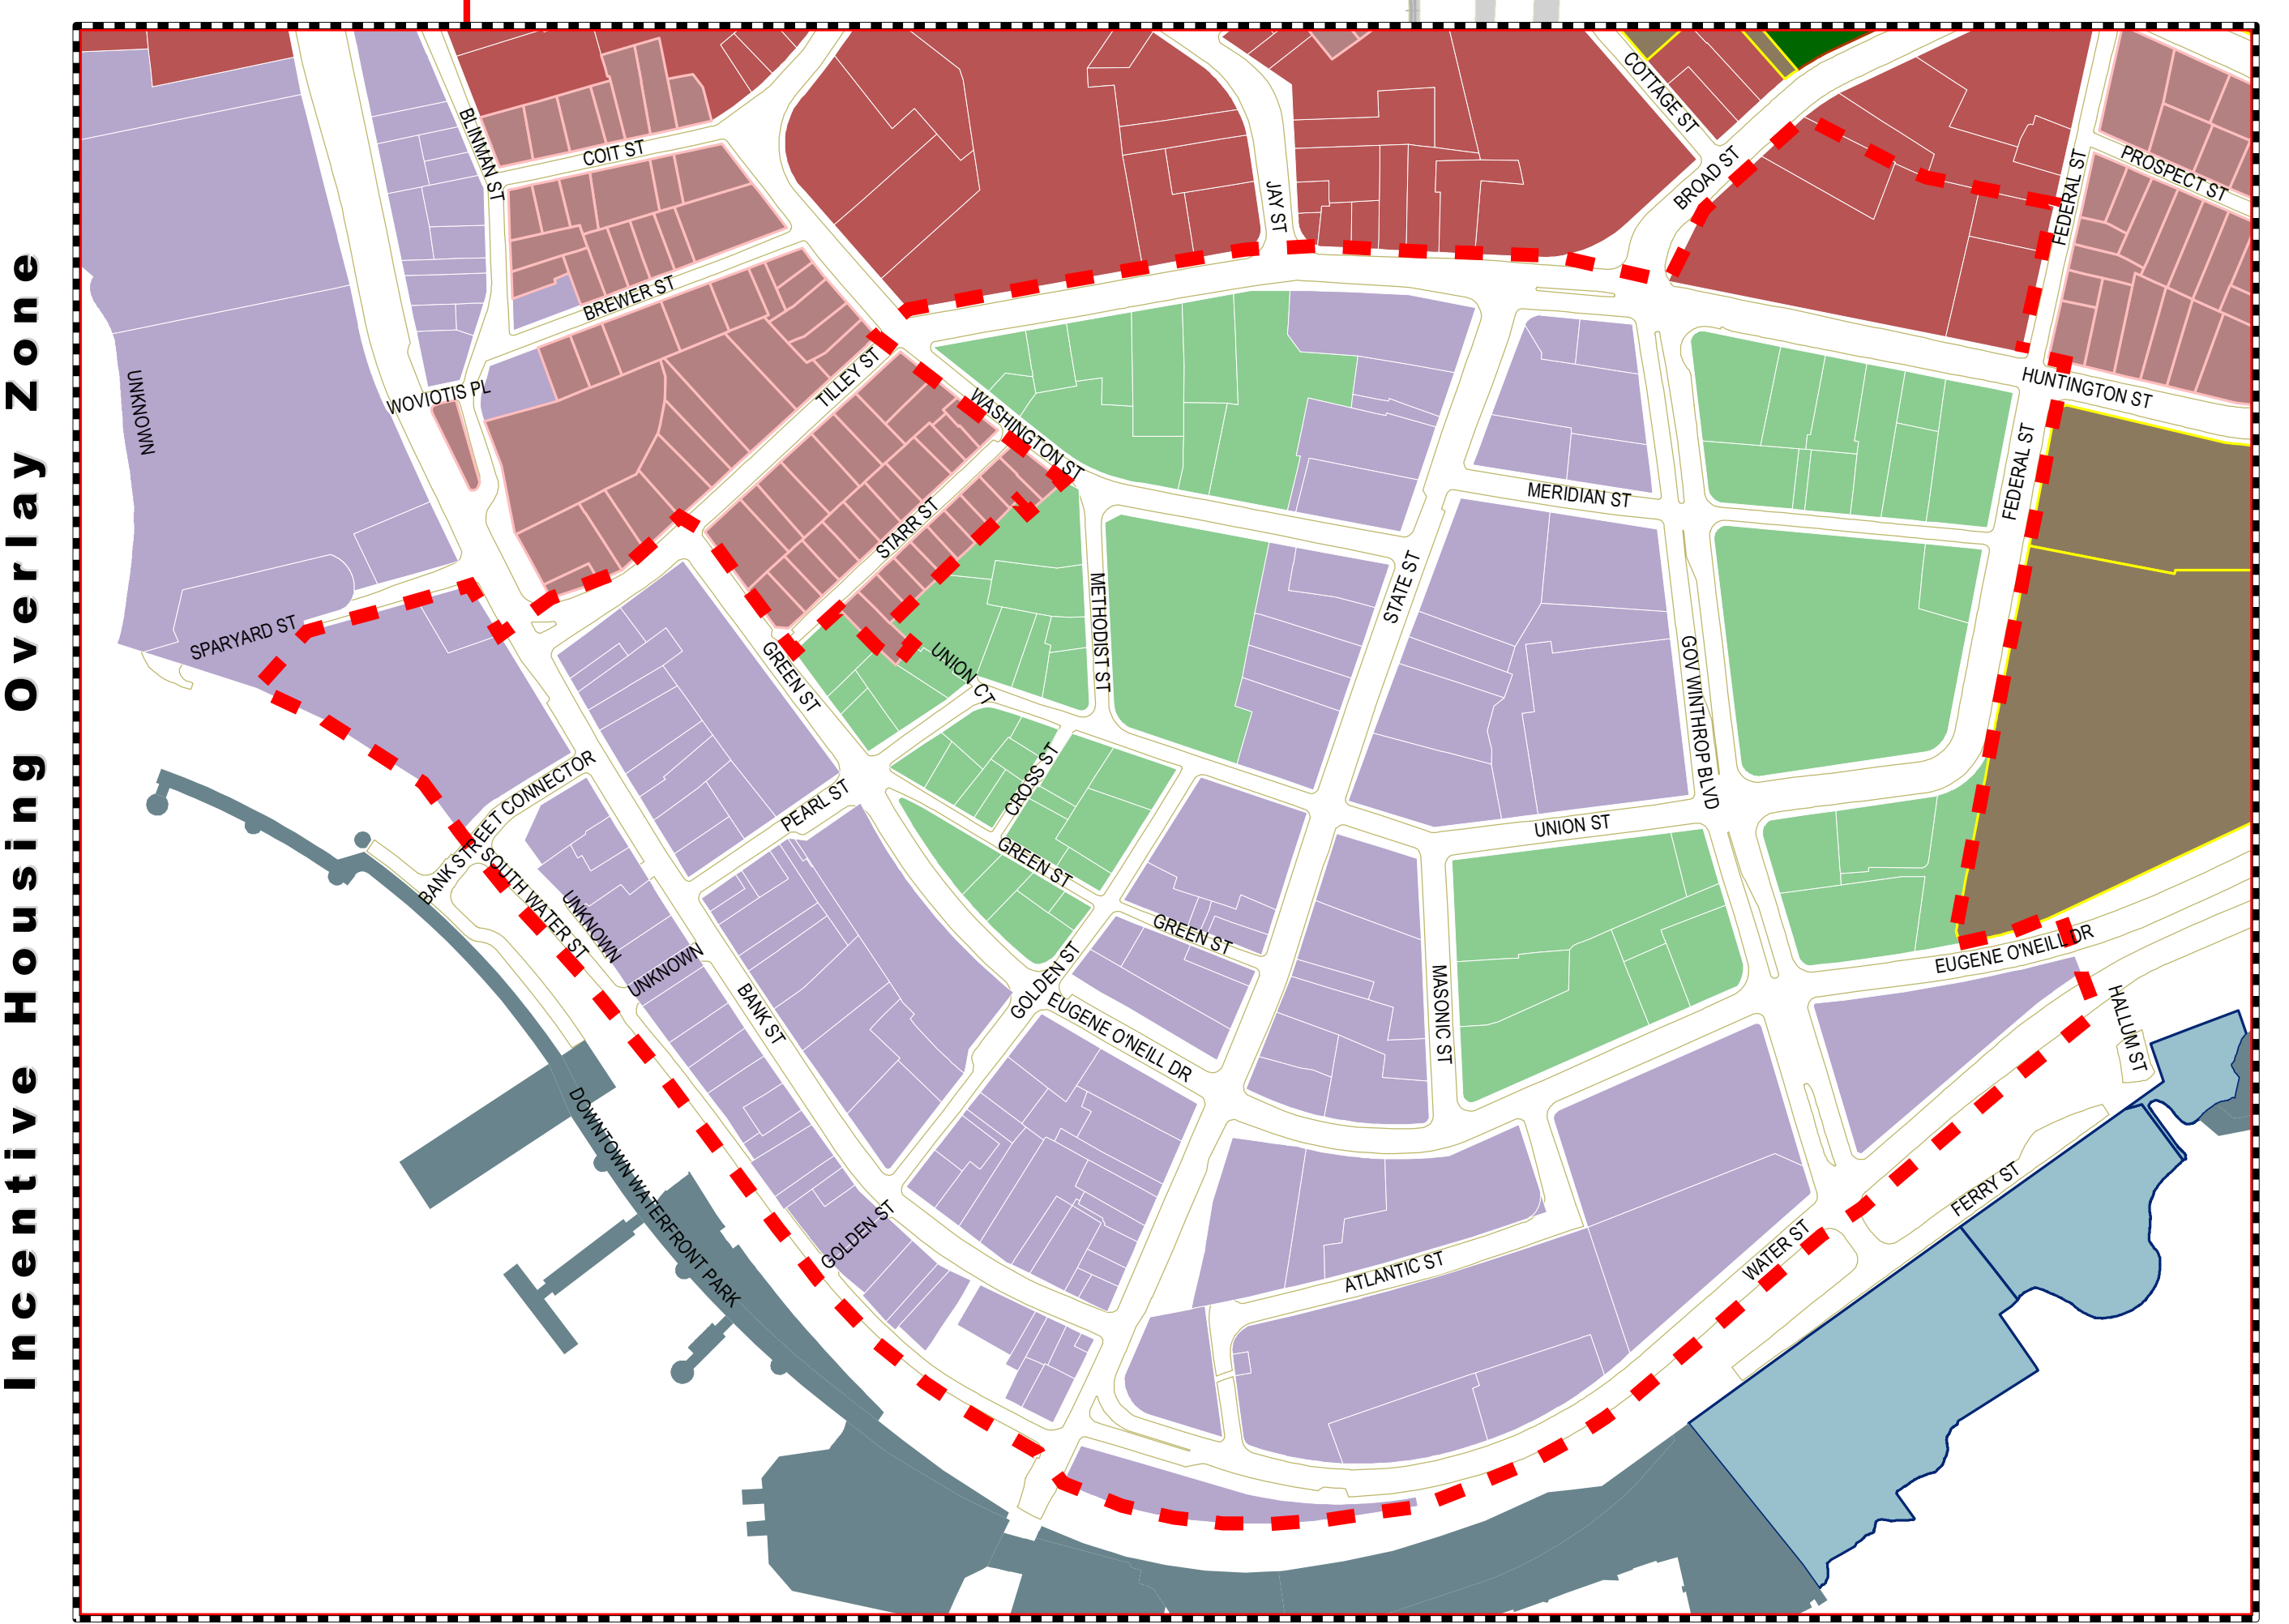 Incentive Housing Overlay Zone
COTTAGE ST
BLINMAN ST
COIT ST
BROAD ST
FEDERAL ST
PROSPECT ST
JAY ST
BREWER ST
UNKNOWN
WOVIOTIS PL
TILLEY ST
WASHINGTON ST
HUNTINGTON ST
FEDERAL ST
MERIDIAN ST
STARR ST
STATE ST
METHODIST ST
SPARYARD ST
GREEN ST
UNION CT
GOV WINTHROP BLVD
CROSS ST
PEARL ST
BANK STREET CONNECTOR
UNION ST
GREEN ST
SOUTH WATER ST
UNKNOWN
UNKNOWN
GREEN ST
GOLDEN ST
EUGENE O'NEILL DR
BANK ST
EUGENE O'NEILL DR
MASONIC ST
HALLUM ST
DOWNTOWN WATERFRONT PARK
GOLDEN ST
FERRY ST
WATER ST
ATLANTIC ST